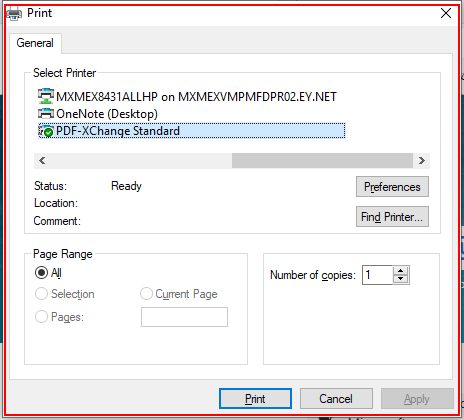 Print
General
Select Printer
MXMEX8431ALLHP on MXMEXVMPMFDPR02.EY.NET
OneNote (Desktop)
PDF-XChange Standard
Status: Ready
Preferences
Location:
Comment:
Find Printer...
Page Range
All
Number of copies: 1
Selection
Current Page
Pages:
Print
Cancel
Apply